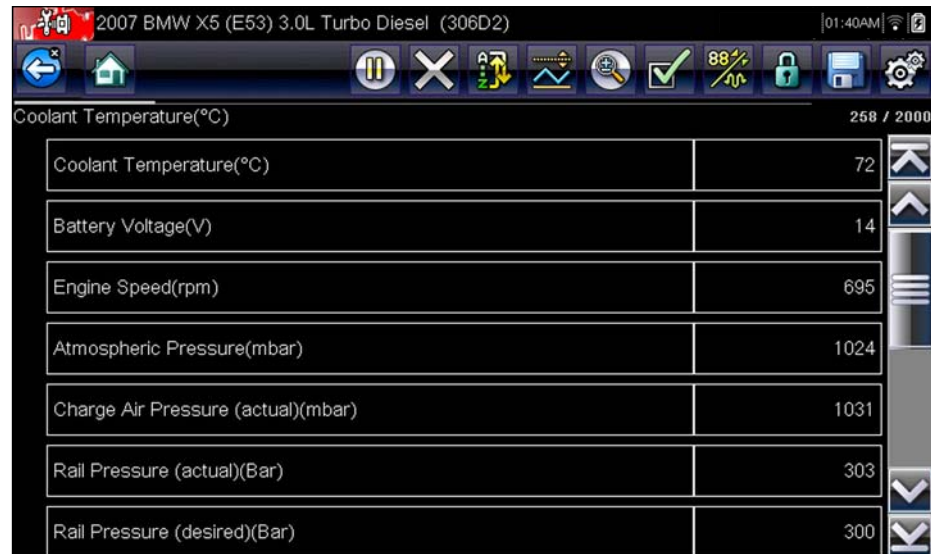 2007 BMW X5 (E53) 3.0L Turbo Diesel (306D2)
01:40AM
Coolant Temperature(°C)
258 / 2000
Coolant Temperature(°C) 72
Battery Voltage(V) 14
Engine Speed(rpm) 695
Atmospheric Pressure(mbar) 1024
Charge Air Pressure (actual)(mbar) 1031
Rail Pressure (actual)(Bar) 303
Rail Pressure (desired)(Bar) 300